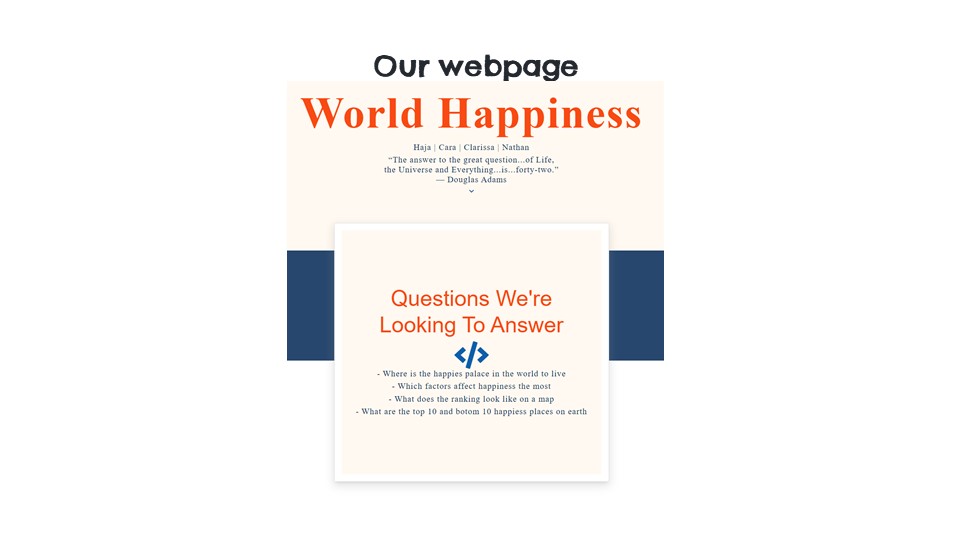 Our webpage
World Happiness
Haja | Cara | Clarissa | Nathan
“The answer to the great question...of Life,
the Universe and Everything...is...forty-two.”
— Douglas Adams
Questions We're
Looking To Answer
</>
- Where is the happies palace in the world to live
- Which factors affect happiness the most
- What does the ranking look like on a map
- What are the top 10 and botom 10 happiess places on earth